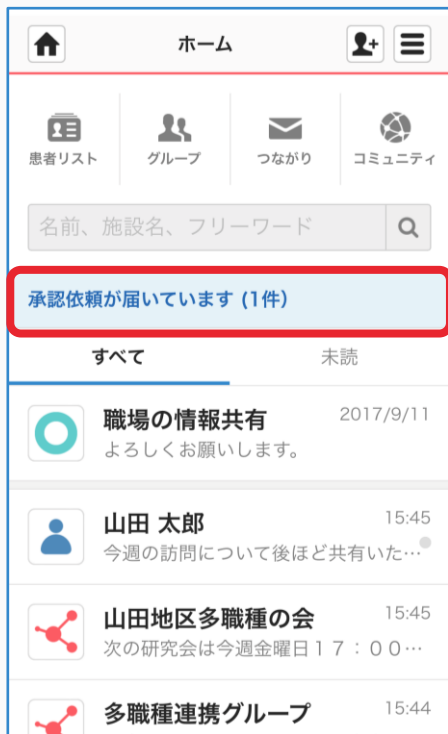 ホーム
患者リスト
グループ
つながり
コミュニティ
名前、施設名、フリーワード
承認依頼が届いています (1件)
すべて
未読
職場の情報共有 2017/9/11
よろしくお願いします。
山田 太郎 15:45
今週の訪問について後ほど共有いた…
山田地区多職種の会 15:45
次の研究会は今週金曜日１７：００…
多職種連携グループ 15:44